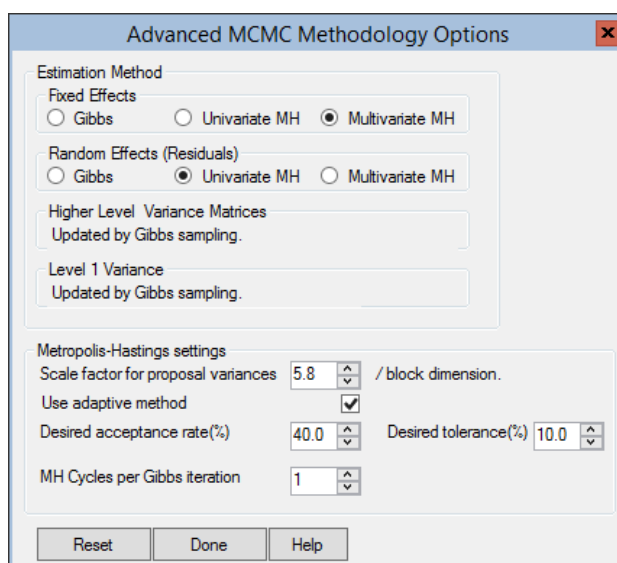 Advanced MCMC Methodology Options
Estimation Method
Fixed Effects
Gibbs Univariate MH Multivariate MH
Random Effects (Residuals)
Gibbs Univariate MH Multivariate MH
Higher Level Variance Matrices
Updated by Gibbs sampling.
Level 1 Variance
Updated by Gibbs sampling.
Metropolis-Hastings settings
Scale factor for proposal variances 5.8 / block dimension.
Use adaptive method
Desired acceptance rate(%) 40.0 Desired tolerance(%) 10.0
MH Cycles per Gibbs iteration 1
Reset Done Help